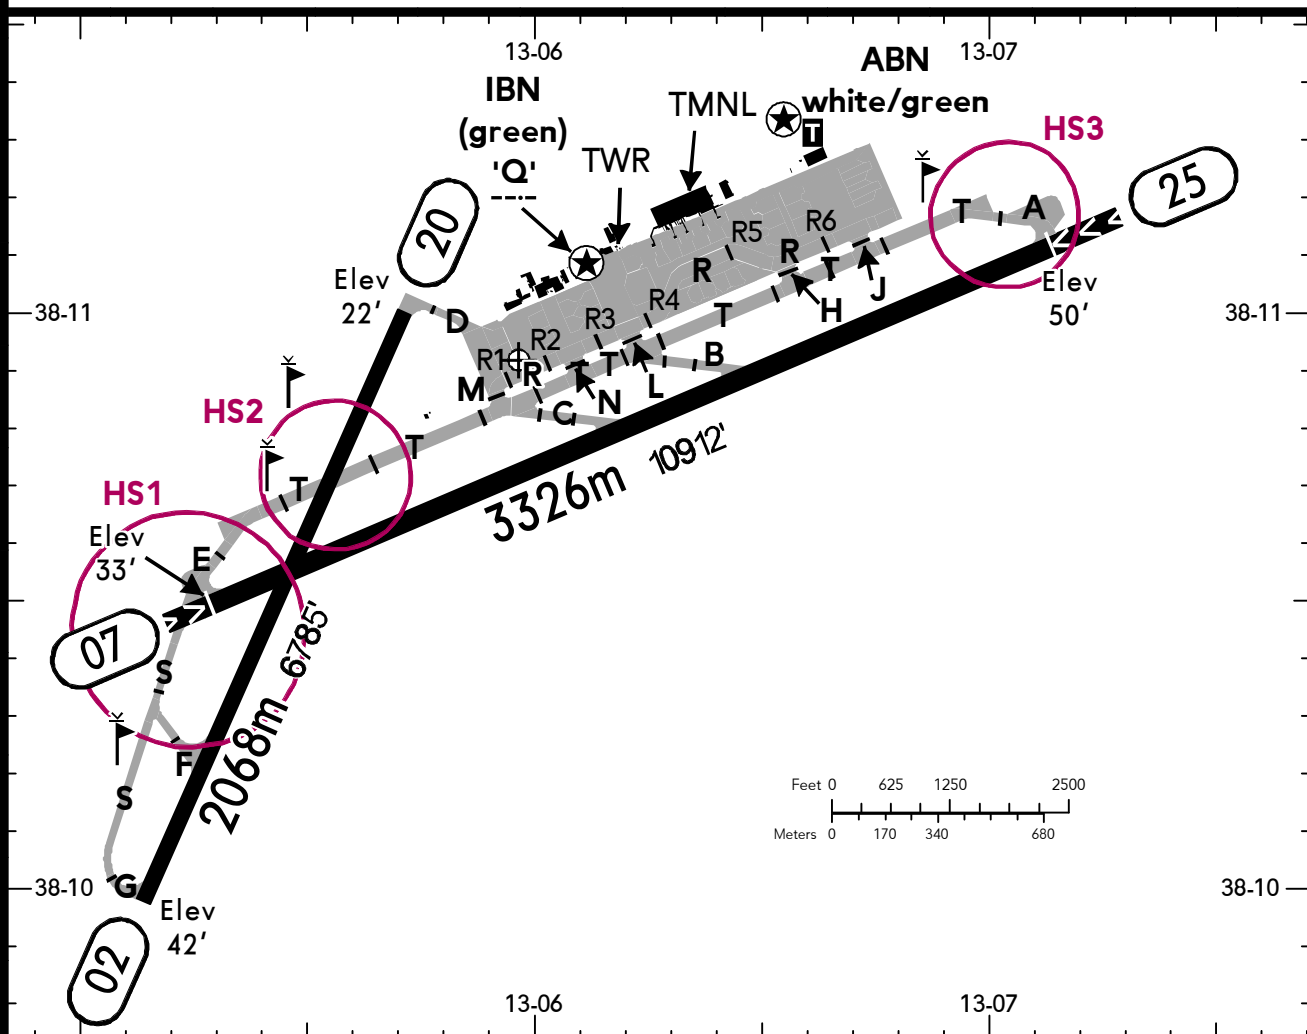 13-06
13-07
ABN
white/green
IBN
(green)
'Q'
TMNL
TWR
T
HS3
25
20
T
A
R6
R5
R
R
T
J
H
Elev
22'
Elev
50'
38-11
38-11
D
R4
R3
R2
R1
T
T
R
M
B
L
N
C
HS2
T
T
3326m 10912'
HS1
Elev
33'
E
07
S
2068m 6785'
F
S
G
Elev
42'
02
38-10
38-10
Feet 0 625 1250 2500
Meters 0 170 340 680
13-06
13-07